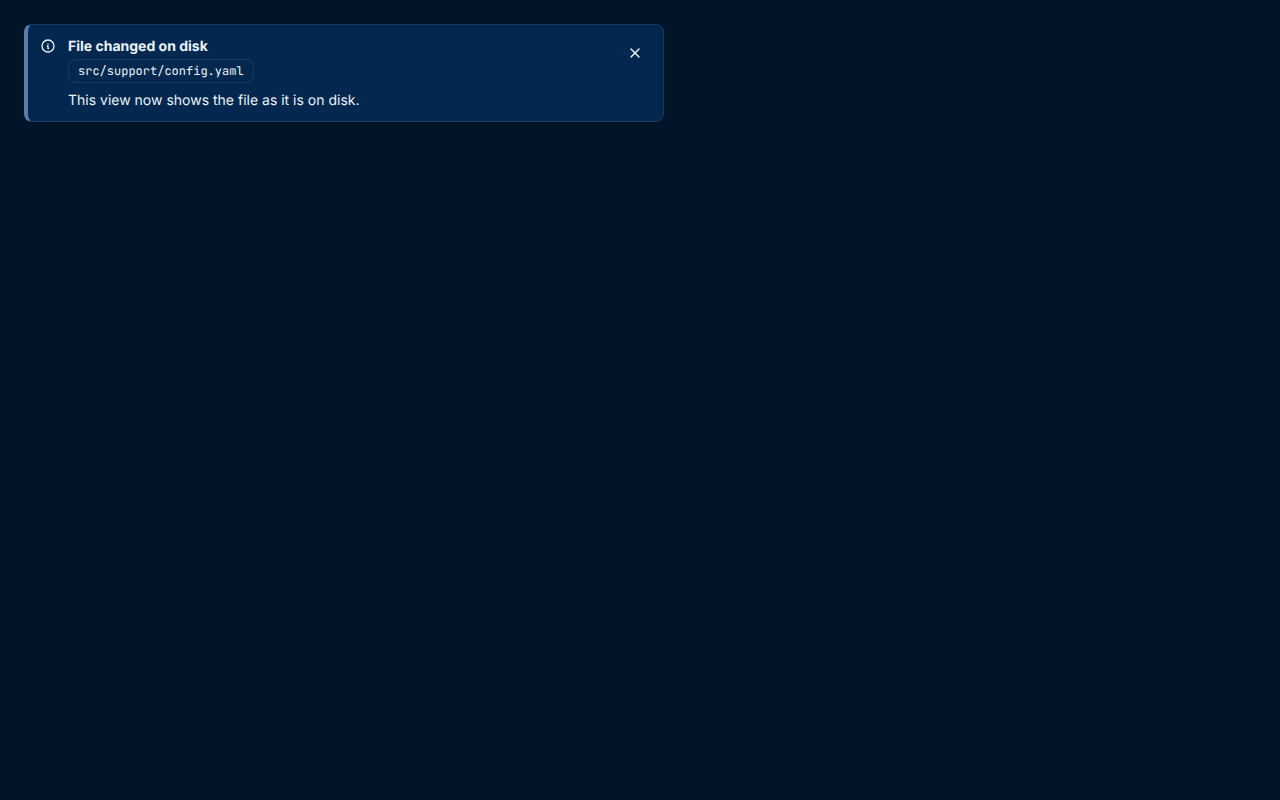 File changed on disk
src/support/config.yaml
This view now shows the file as it is on disk.